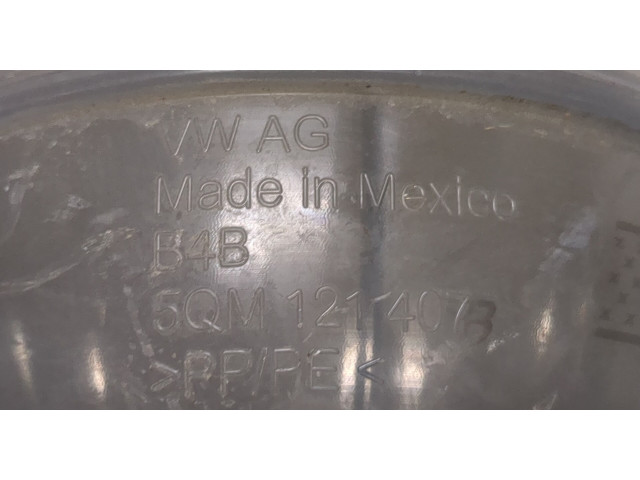 VW AG
Made in Mexico
B4B
5QM 121 407 B
>PP/PE<